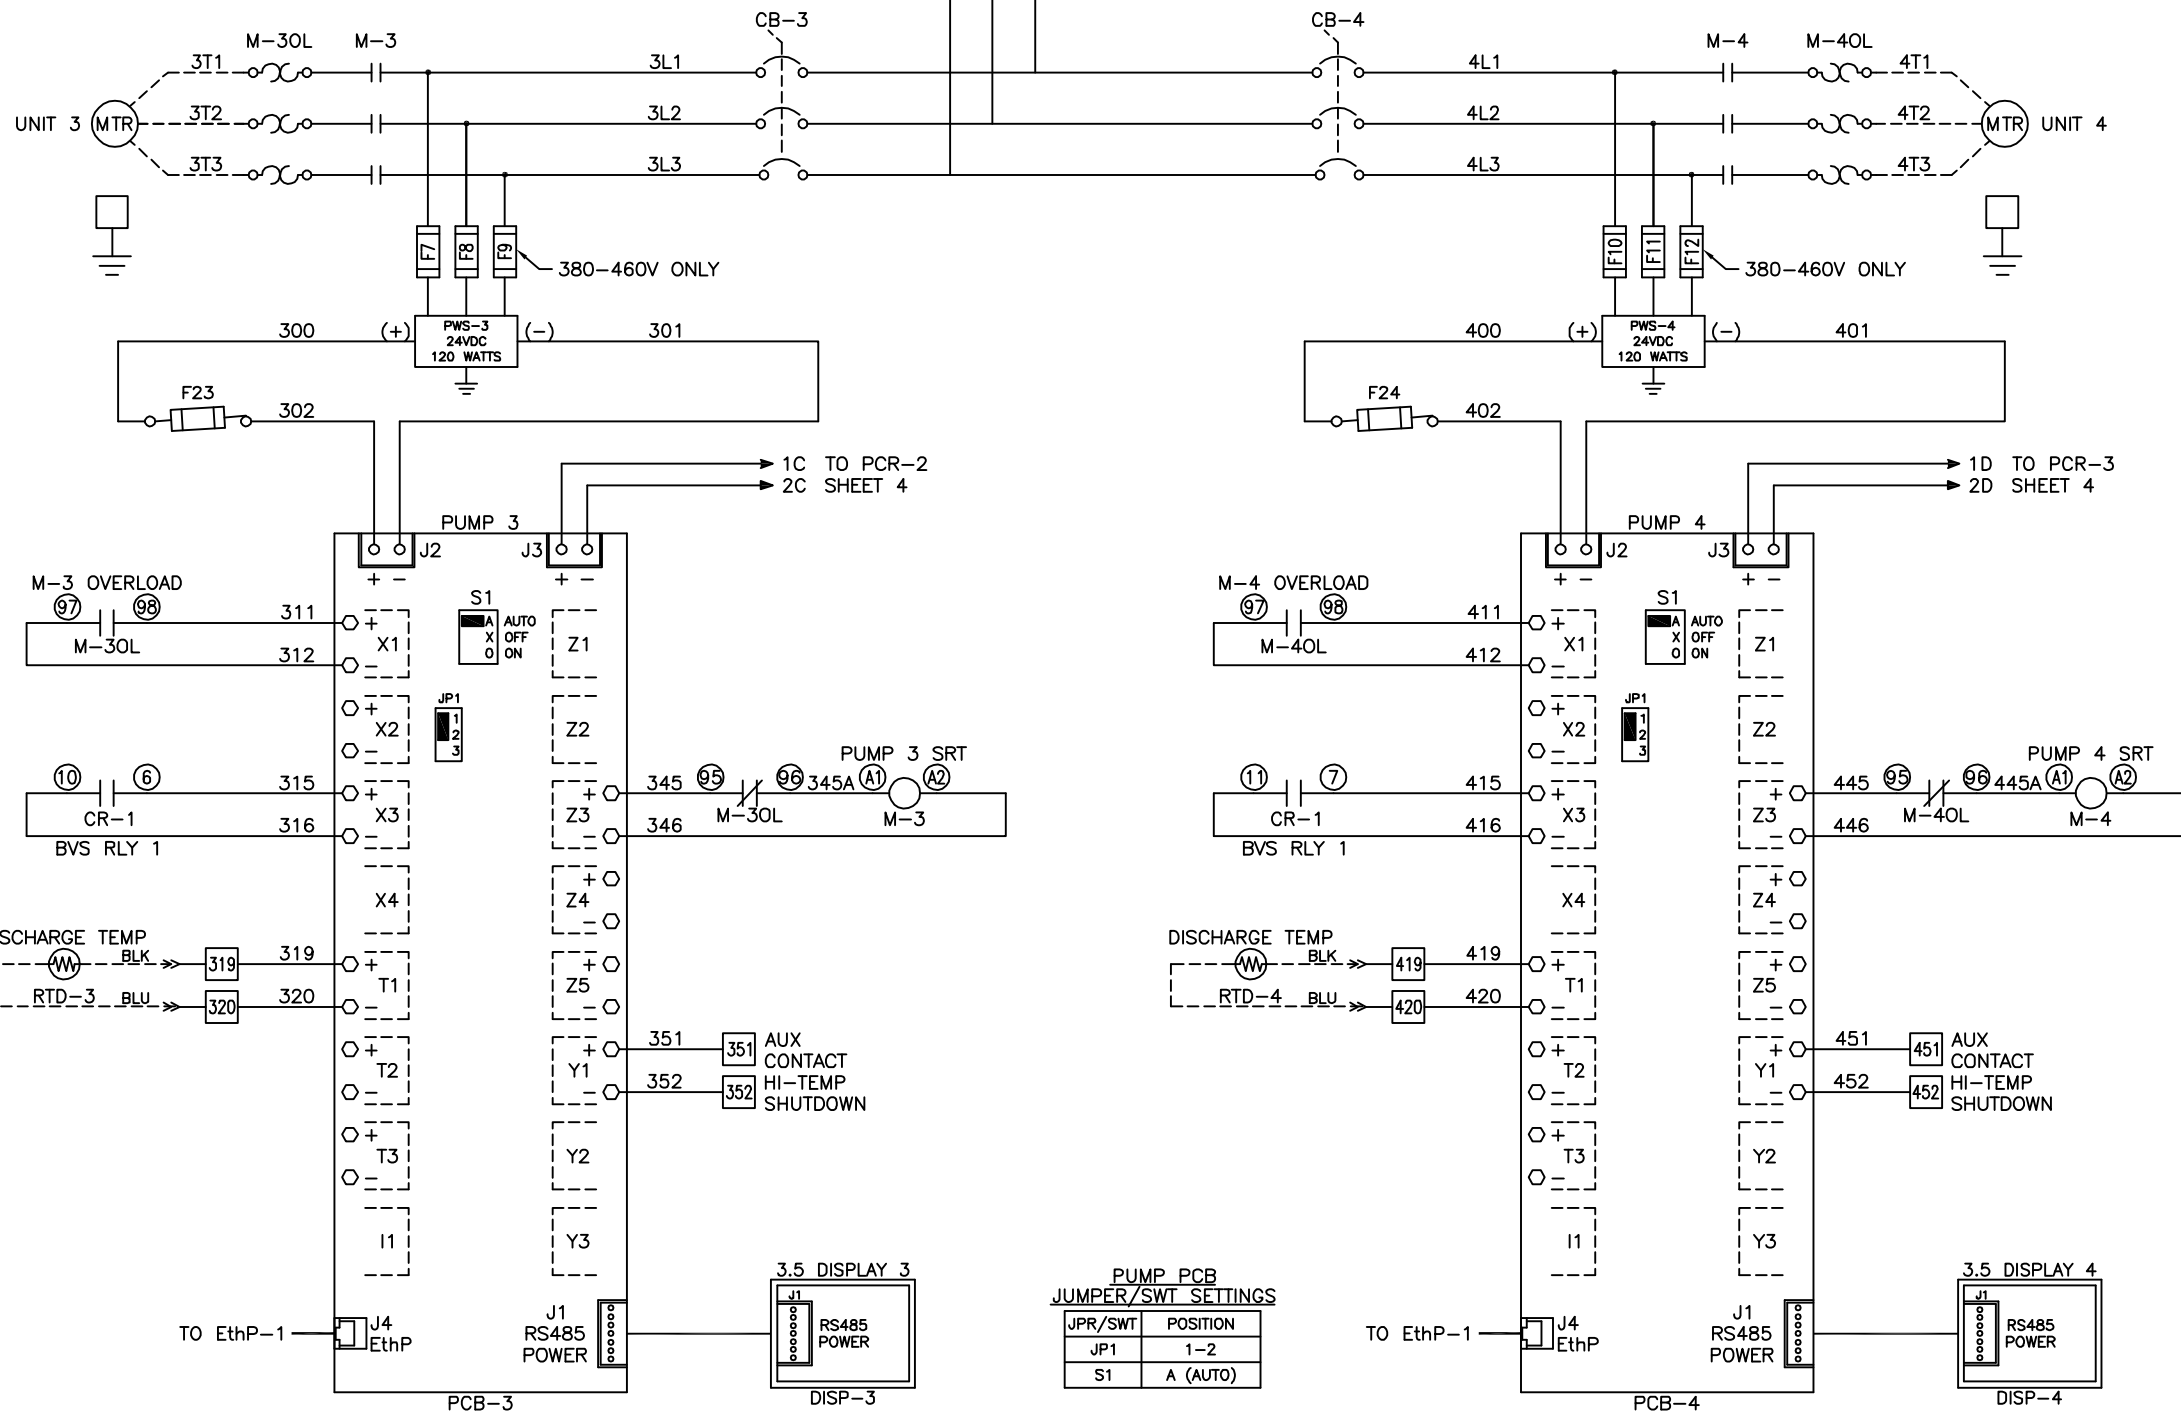 CB-3
CB-4
M-3OL
M-3
M-4
M-4OL
3T1
3L1
4L1
4T1
UNIT 3
MTR
3T2
3L2
4L2
4T2
MTR
UNIT 4
3T3
3L3
4L3
4T3
F7
F8
F9
380-460V ONLY
F10
F11
F12
380-460V ONLY
300
(+)
PWS-3
24VDC
120 WATTS
(-)
301
400
(+)
PWS-4
24VDC
120 WATTS
(-)
401
F23
302
F24
402
1C TO PCR-2
2C SHEET 4
1D TO PCR-3
2D SHEET 4
PUMP 3
J2
J3
+ -
+ -
M-3 OVERLOAD
97
98
311
M-3OL
312
+
X1
-
S1
A AUTO
X OFF
O ON
Z1
JP1
1
2
3
+
X2
-
Z2
10
6
315
CR-1
316
BVS RLY 1
+
X3
-
+
Z3
-
PUMP 3 SRT
345
95
96
345A
A1
A2
M-3OL
M-3
346
X4
+
Z4
-
SCHARGE TEMP
BLK
319
319
RTD-3
BLU
320
320
+
T1
-
+
Z5
-
+
T2
-
+
Y1
-
351
351
AUX
CONTACT
352
352
HI-TEMP
SHUTDOWN
+
T3
-
Y2
I1
Y3
TO EthP-1
J4
EthP
J1
RS485
POWER
3.5 DISPLAY 3
J1
RS485
POWER
DISP-3
PCB-3
PUMP PCB
JUMPER/SWT SETTINGS
JPR/SWT POSITION
JP1 1-2
S1 A (AUTO)
PUMP 4
J2
J3
+ -
+ -
M-4 OVERLOAD
97
98
411
M-4OL
412
+
X1
-
S1
A AUTO
X OFF
O ON
Z1
JP1
1
2
3
+
X2
-
Z2
11
7
415
CR-1
416
BVS RLY 1
+
X3
-
+
Z3
-
PUMP 4 SRT
445
95
96
445A
A1
A2
M-4OL
M-4
446
X4
+
Z4
-
DISCHARGE TEMP
BLK
419
419
RTD-4
BLU
420
420
+
T1
-
+
Z5
-
+
T2
-
+
Y1
-
451
451
AUX
CONTACT
452
452
HI-TEMP
SHUTDOWN
+
T3
-
Y2
I1
Y3
TO EthP-1
J4
EthP
J1
RS485
POWER
3.5 DISPLAY 4
J1
RS485
POWER
DISP-4
PCB-4